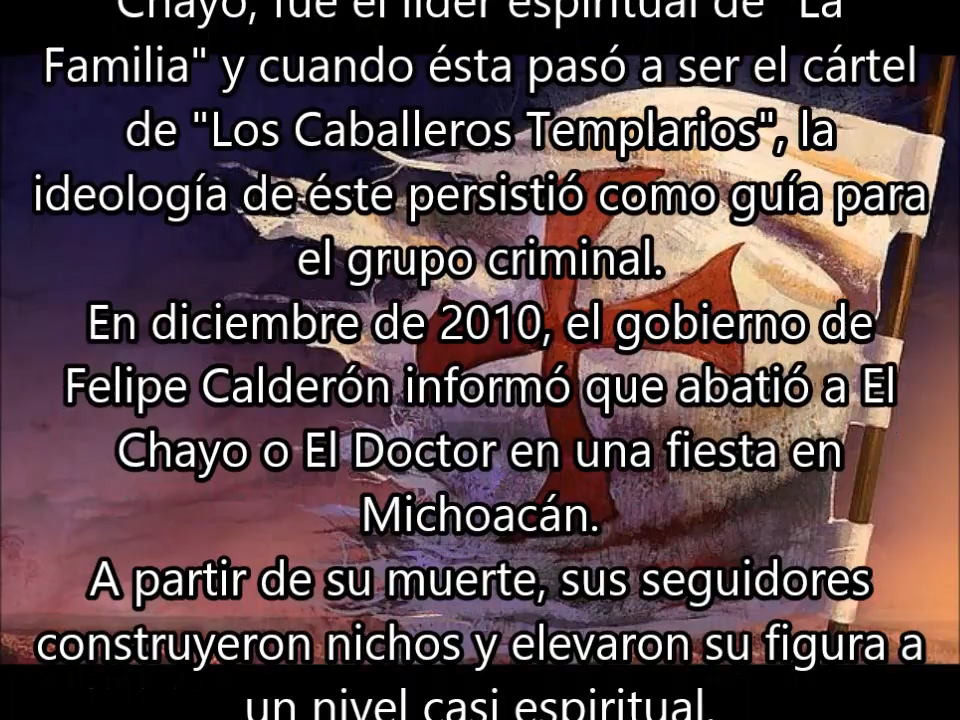 Chayo, fue el líder espiritual de "La
Familia" y cuando ésta pasó a ser el cártel
de "Los Caballeros Templarios", la
ideología de éste persistió como guía para
el grupo criminal.
En diciembre de 2010, el gobierno de
Felipe Calderón informó que abatió a El
Chayo o El Doctor en una fiesta en
Michoacán.
A partir de su muerte, sus seguidores
construyeron nichos y elevaron su figura a
un nivel casi espiritual.